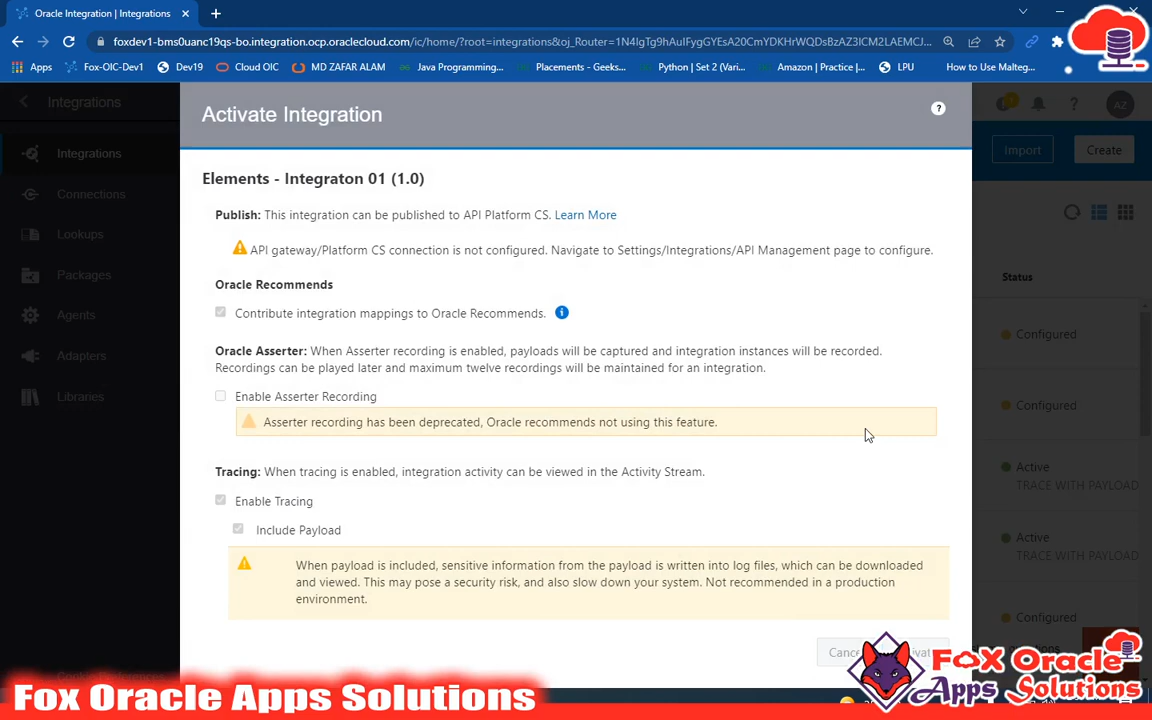 Oracle Integration | Integrations
foxdev1-bms0uanc19qs-bo.integration.ocp.oraclecloud.com/ic/home/?root=integrations&oj_Router=
Apps Fox-OIC-Dev1 Dev19 Cloud OIC MD ZAFAR ALAM Java Programming... Placements - Geeks... Python | Set 2 (Vari... Amazon | Practice |... LPU How to Use Malteg...
Integrations
Activate Integration
?
AZ
Integrations
Import
Create
Elements - Integraton 01 (1.0)
Connections
Publish: This integration can be published to API Platform CS. Learn More
Lookups
API gateway/Platform CS connection is not configured. Navigate to Settings/Integrations/API Management page to configure.
Packages
Oracle Recommends
Status
Agents
Contribute integration mappings to Oracle Recommends.
Configured
Adapters
Oracle Asserter: When Asserter recording is enabled, payloads will be captured and integration instances will be recorded.
Recordings can be played later and maximum twelve recordings will be maintained for an integration.
Libraries
Enable Asserter Recording
Configured
Asserter recording has been deprecated, Oracle recommends not using this feature.
Tracing: When tracing is enabled, integration activity can be viewed in the Activity Stream.
Active
TRACE WITH PAYLOAD
Enable Tracing
Include Payload
Active
TRACE WITH PAYLOAD
When payload is included, sensitive information from the payload is written into log files, which can be downloaded
and viewed. This may pose a security risk, and also slow down your system. Not recommended in a production
environment.
Configured
Fox Oracle Apps Solutions
FOX Oracle
Apps Solutions